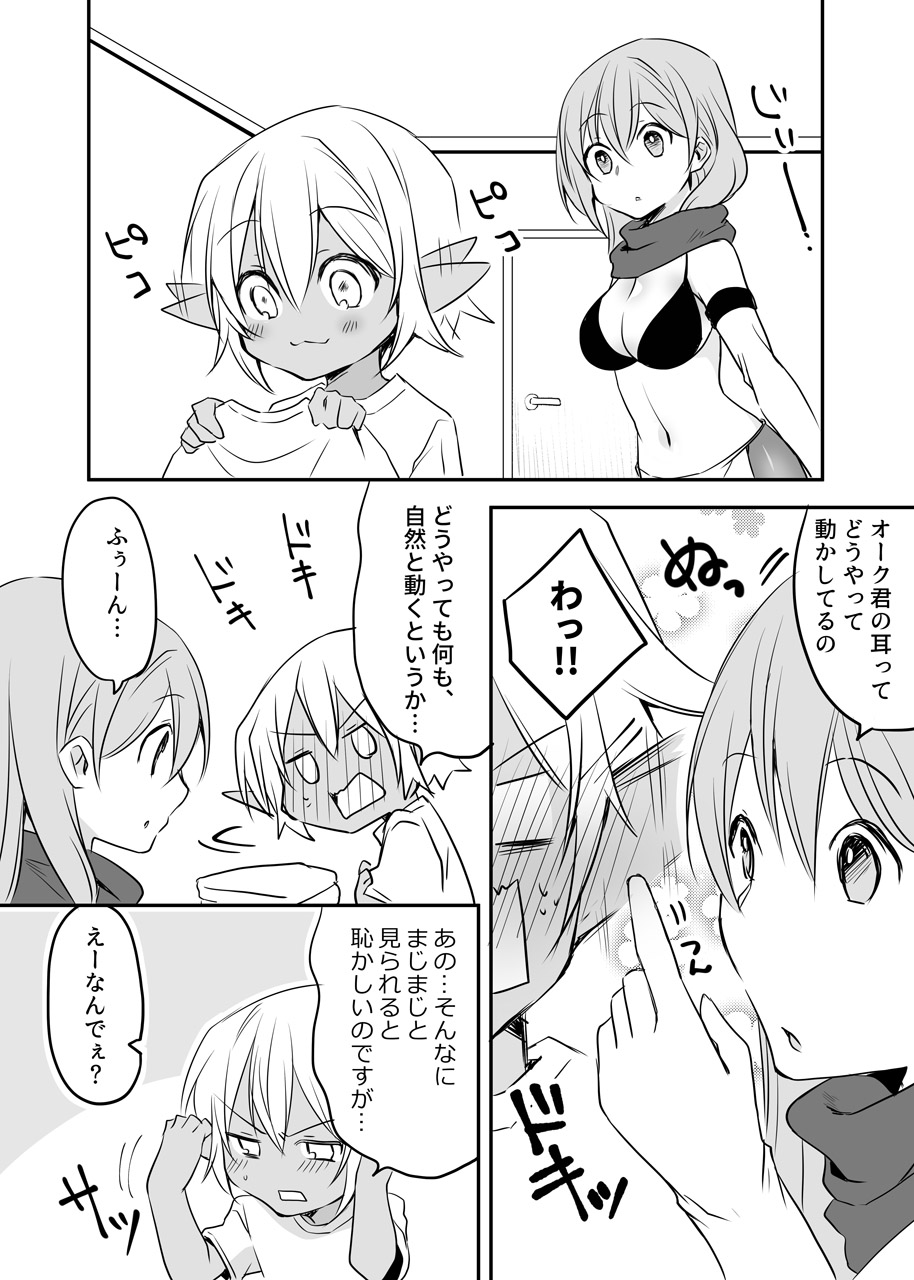 ジー…
ピコ
ピコ
オーク君の耳って
どうやって
動かしてるの
ぬっ
わっ!!
つん
ドキッ
どうやっても何も、
自然と動くというか…
ドキ
ドキ
ふぅーん…
あの…そんなに
まじまじと
見られると
恥かしいのですが…
えーなんでぇ?
サッ